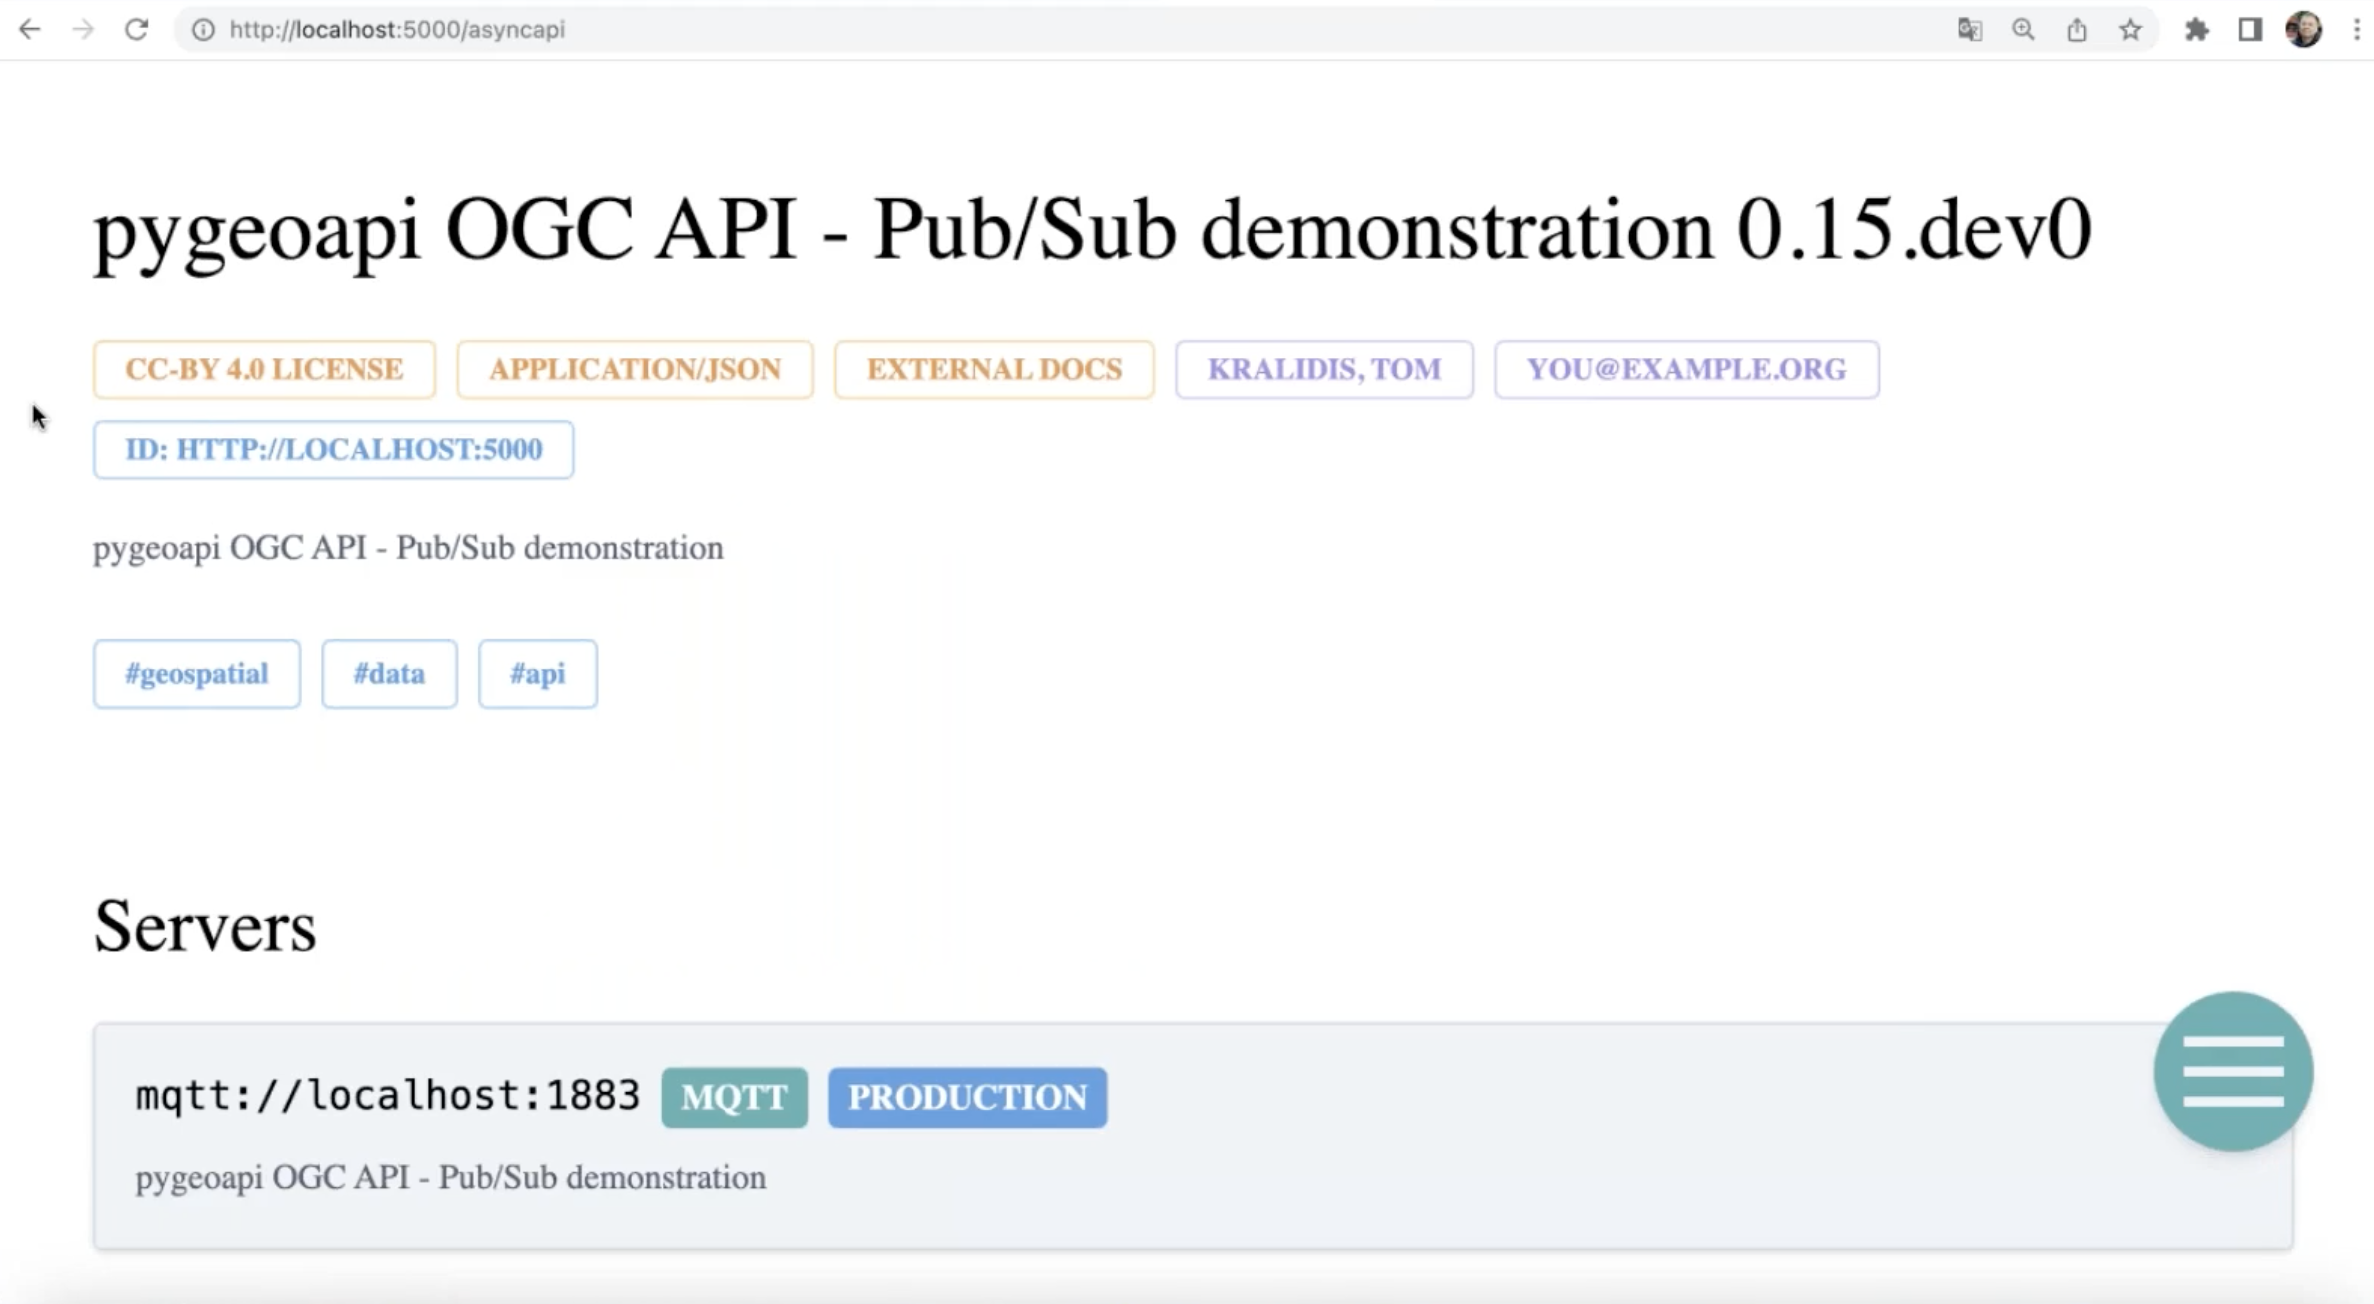 http://localhost:5000/asyncapi
pygeoapi OGC API - Pub/Sub demonstration 0.15.dev0
CC-BY 4.0 LICENSE APPLICATION/JSON EXTERNAL DOCS KRALIDIS, TOM YOU@EXAMPLE.ORG
ID: HTTP://LOCALHOST:5000
pygeoapi OGC API - Pub/Sub demonstration
#geospatial #data #api
Servers
mqtt://localhost:1883 MQTT PRODUCTION
pygeoapi OGC API - Pub/Sub demonstration